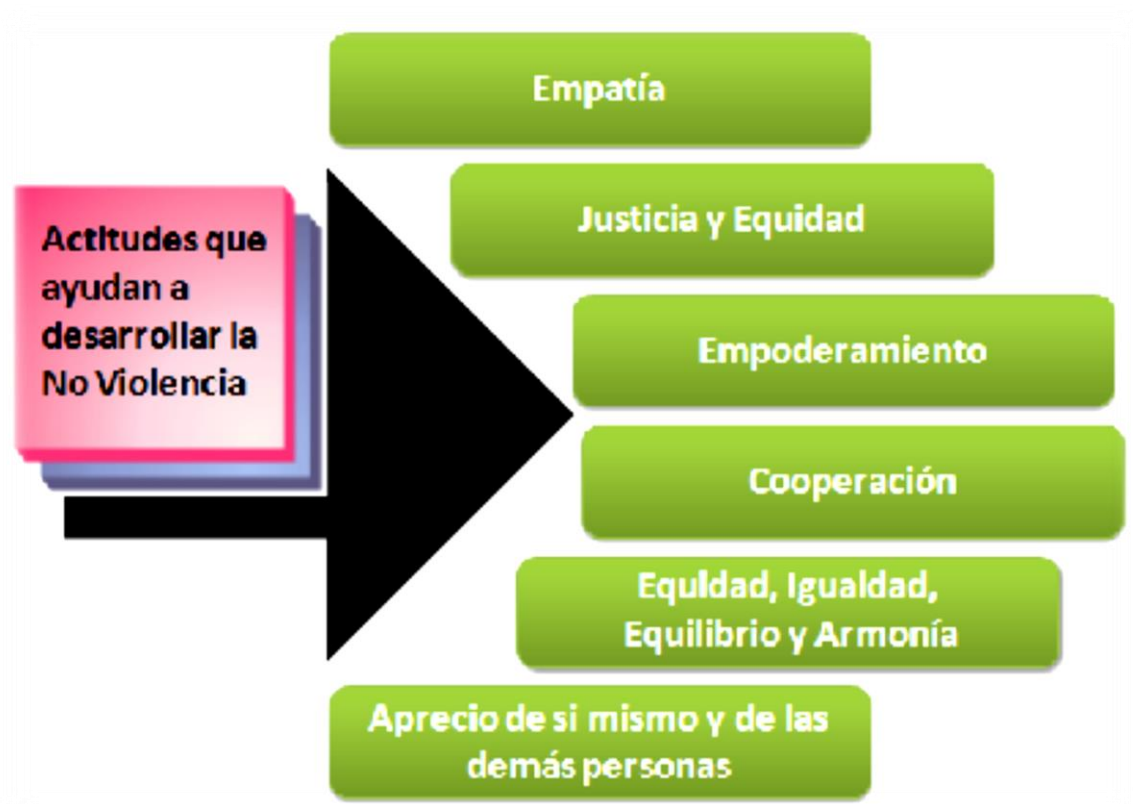 Empatía
Justicia y Equidad
Actitudes que
ayudan a
desarrollar la
No Violencia
Empoderamiento
Cooperación
Equidad, Igualdad,
Equilibrio y Armonía
Aprecio de si mismo y de las
demás personas